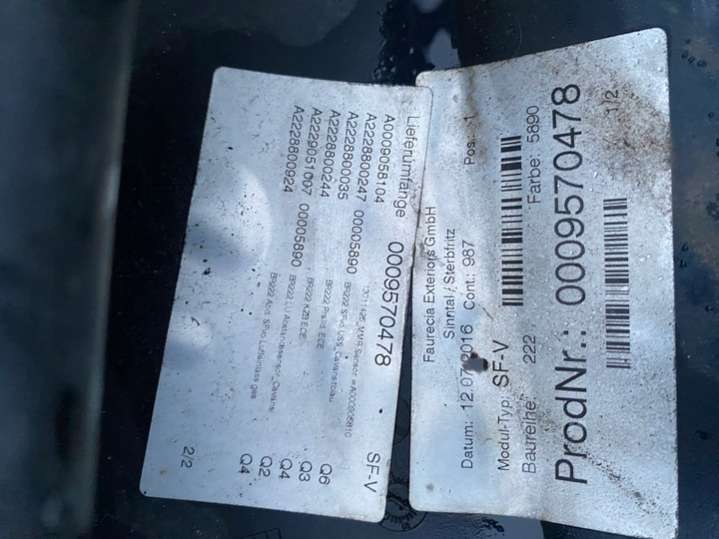 Faurecia Exteriors GmbH
Sinntal / Sterbfritz
Datum: 12.07.2016 Cont.: 987 Pos.: 1
Modul-Typ: SF-V
Baureihe: 222 Farbe: 5890
ProdNr.: 0009570478
1/2
Lieferumfänge 0009570478 SF-V
A0009058104 Q6
A2228800247 00005890 Q3
A2228800035 Q4
A2228800244 Q2
A2229051007 00005890 Q4
A2228800924
2/2